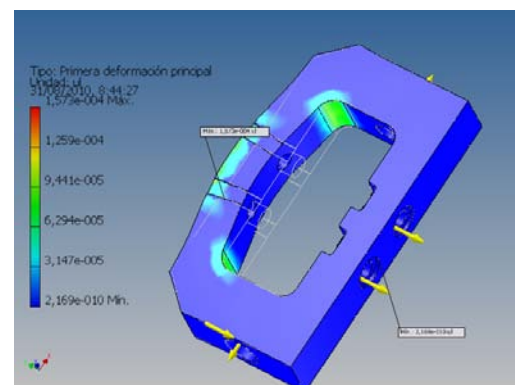 Tipo: Primera deformación principal
Unidad: ul
31/08/2010, 8:44:27
1,573e-004 Máx.
1,259e-004
9,441e-005
6,294e-005
3,147e-005
2,169e-010 Mín.